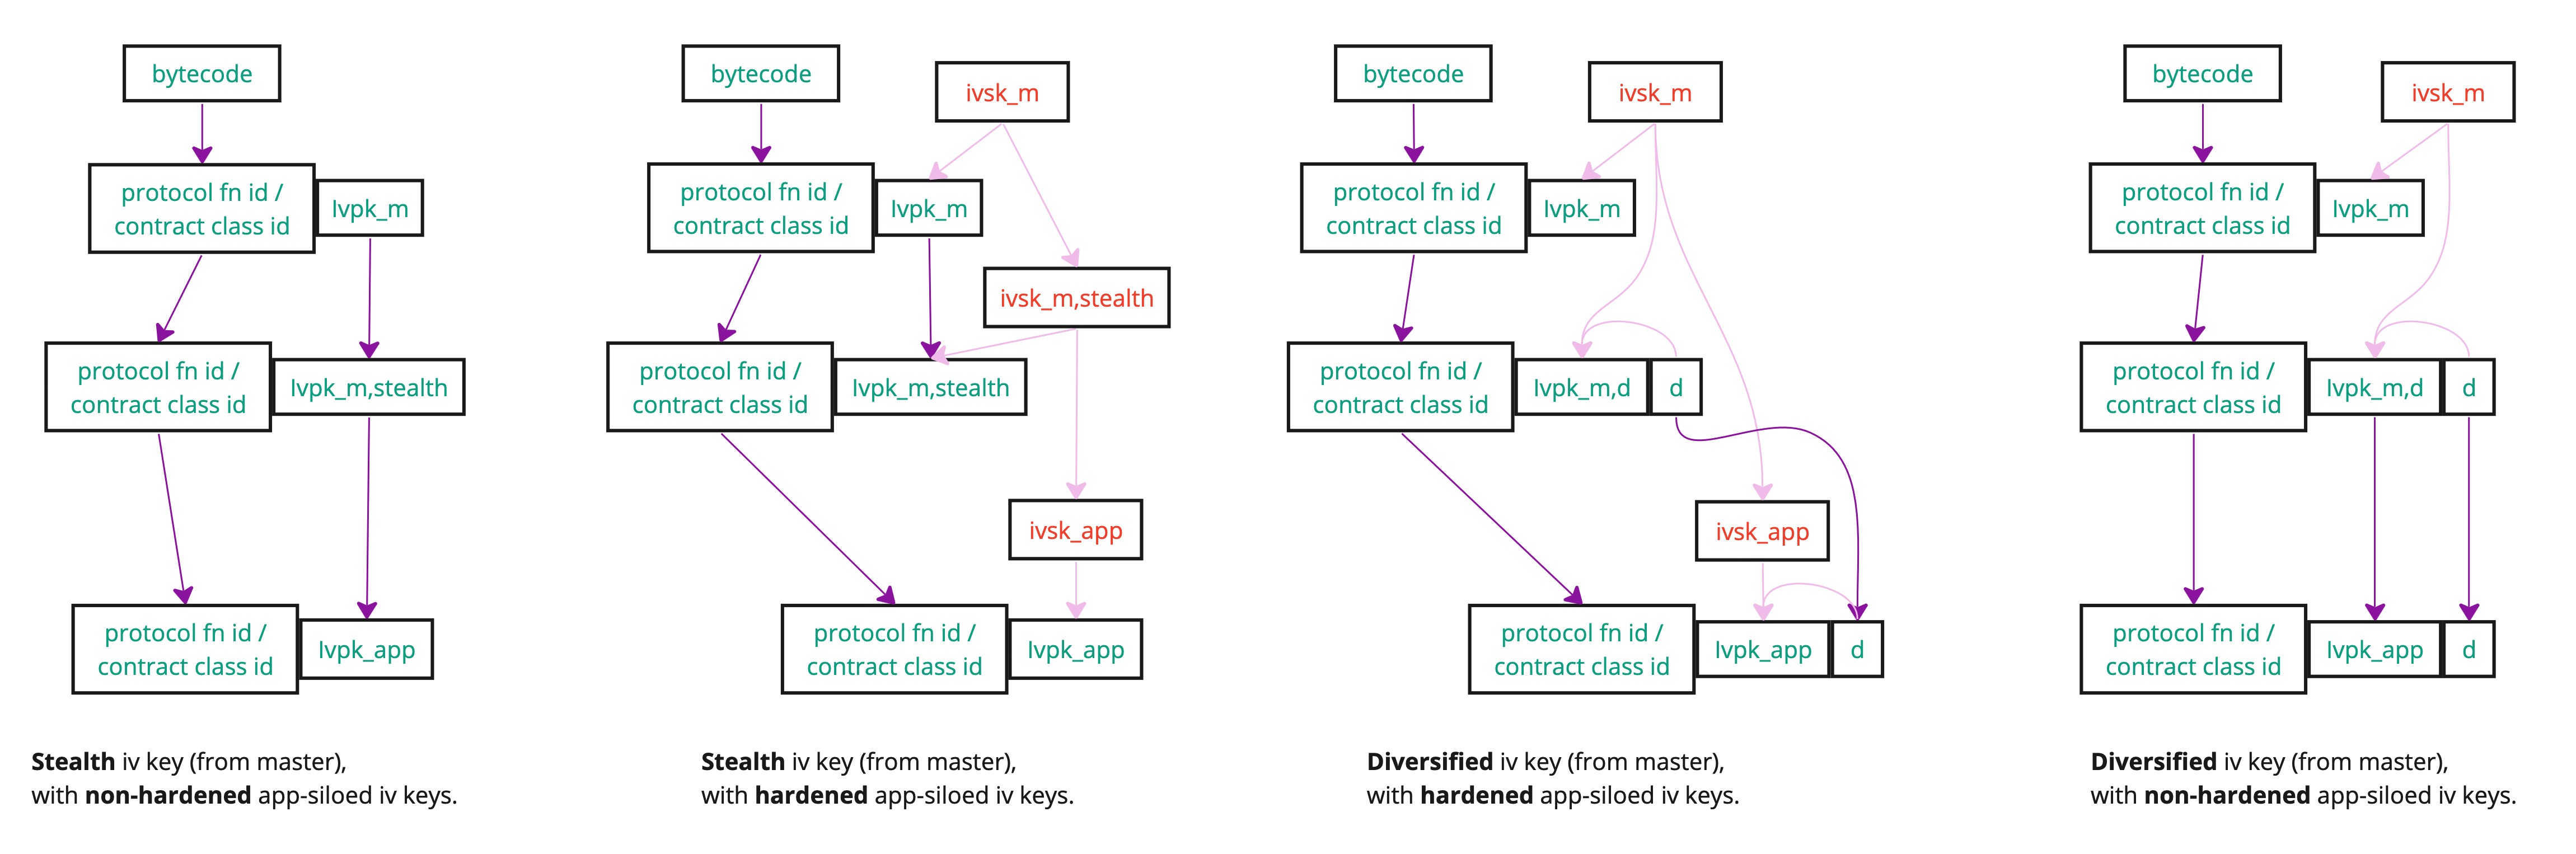 bytecode
protocol fn id /
contract class id
Ivpk_m
protocol fn id /
contract class id
Ivpk_m,stealth
protocol fn id /
contract class id
Ivpk_app
Stealth iv key (from master),
with non-hardened app-siloed iv keys.
bytecode
ivsk_m
protocol fn id /
contract class id
Ivpk_m
ivsk_m,stealth
protocol fn id /
contract class id
Ivpk_m,stealth
ivsk_app
protocol fn id /
contract class id
Ivpk_app
Stealth iv key (from master),
with hardened app-siloed iv keys.
bytecode
ivsk_m
protocol fn id /
contract class id
Ivpk_m
protocol fn id /
contract class id
Ivpk_m,d
d
ivsk_app
protocol fn id /
contract class id
Ivpk_app
d
Diversified iv key (from master),
with hardened app-siloed iv keys.
bytecode
ivsk_m
protocol fn id /
contract class id
Ivpk_m
protocol fn id /
contract class id
Ivpk_m,d
d
protocol fn id /
contract class id
Ivpk_app
d
Diversified iv key (from master),
with non-hardened app-siloed iv keys.